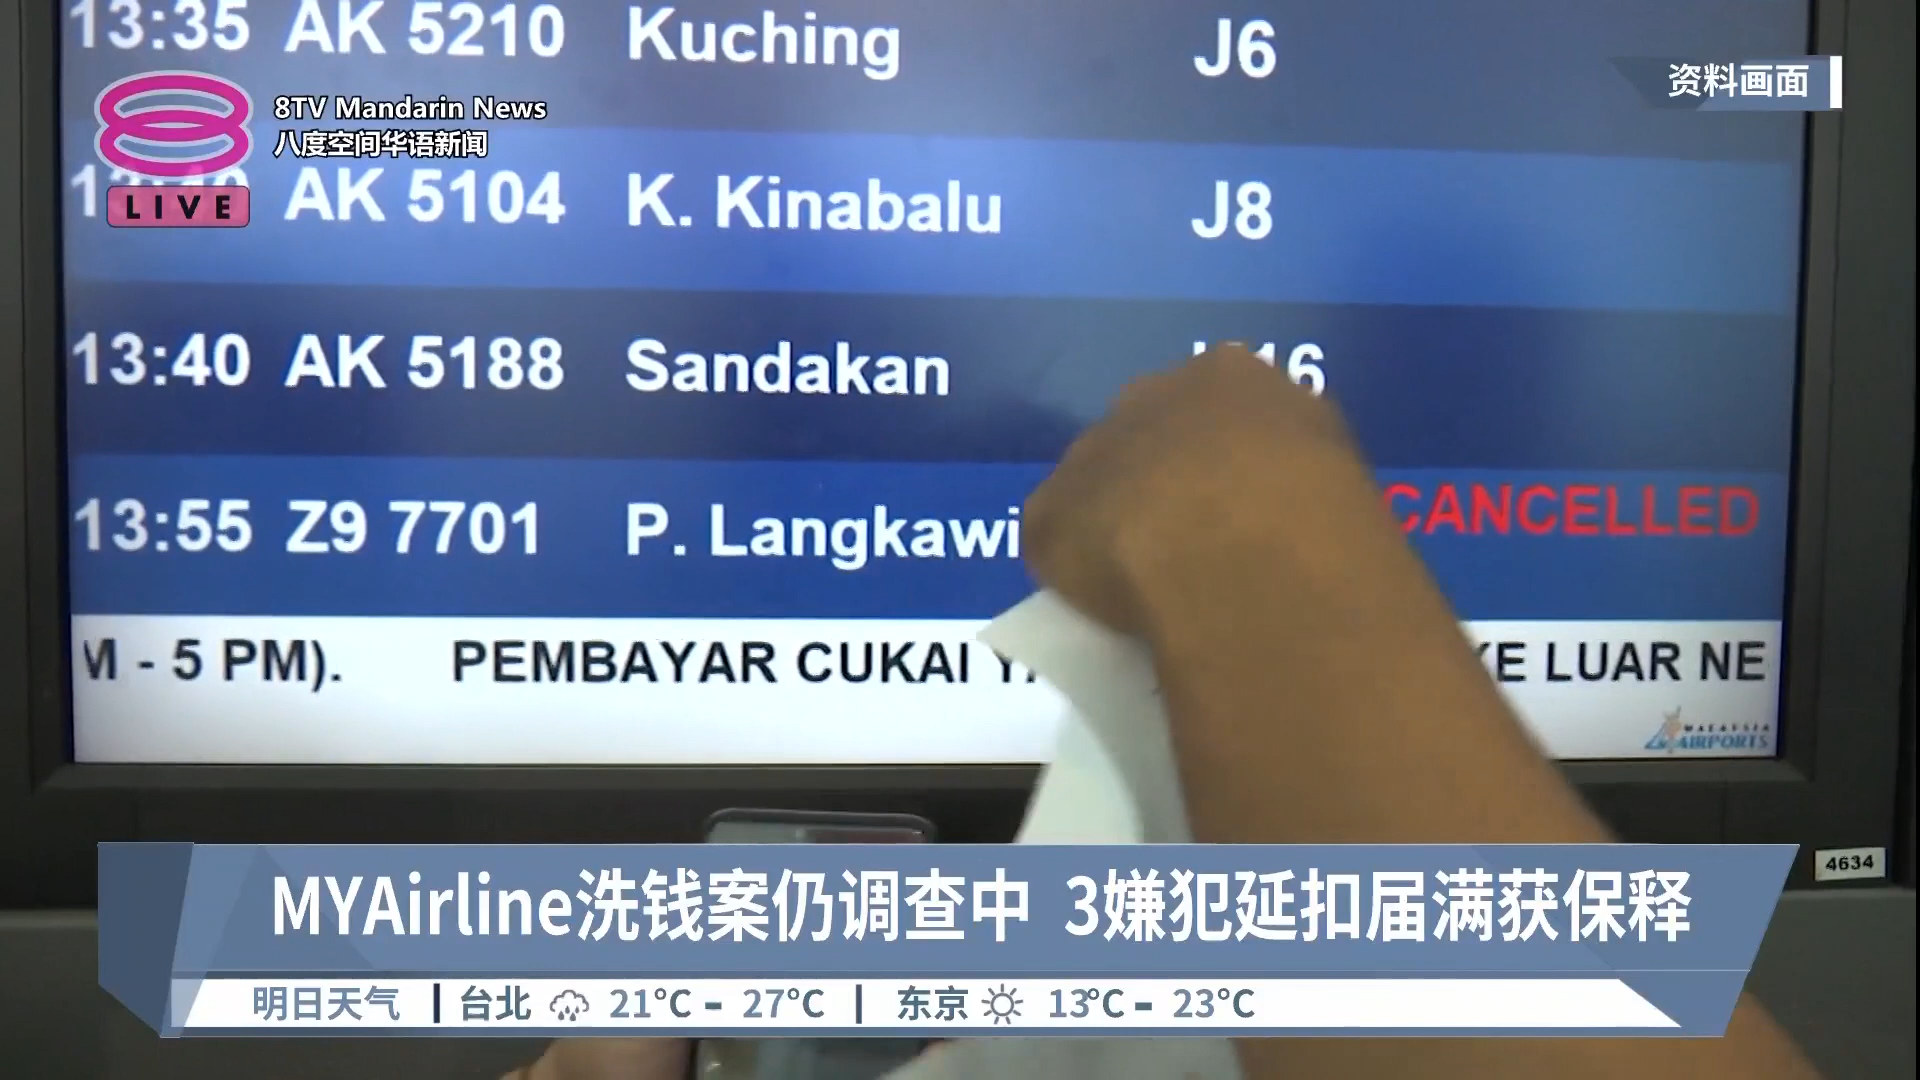 13:35 AK 5210 Kuching J6
资料画面
8TV Mandarin News
八度空间华语新闻
AK 5104 K. Kinabalu J8
LIVE
13:40 AK 5188 Sandakan
13:55 Z9 7701 P. Langkawi CANCELLED
M - 5 PM). PEMBAYAR CUKAI KE LUAR NE
MALAYSIA
AIRPORTS
4634
MYAirline洗钱案仍调查中 3嫌犯延扣届满获保释
明日天气 | 台北 21°C - 27°C | 东京 13°C - 23°C